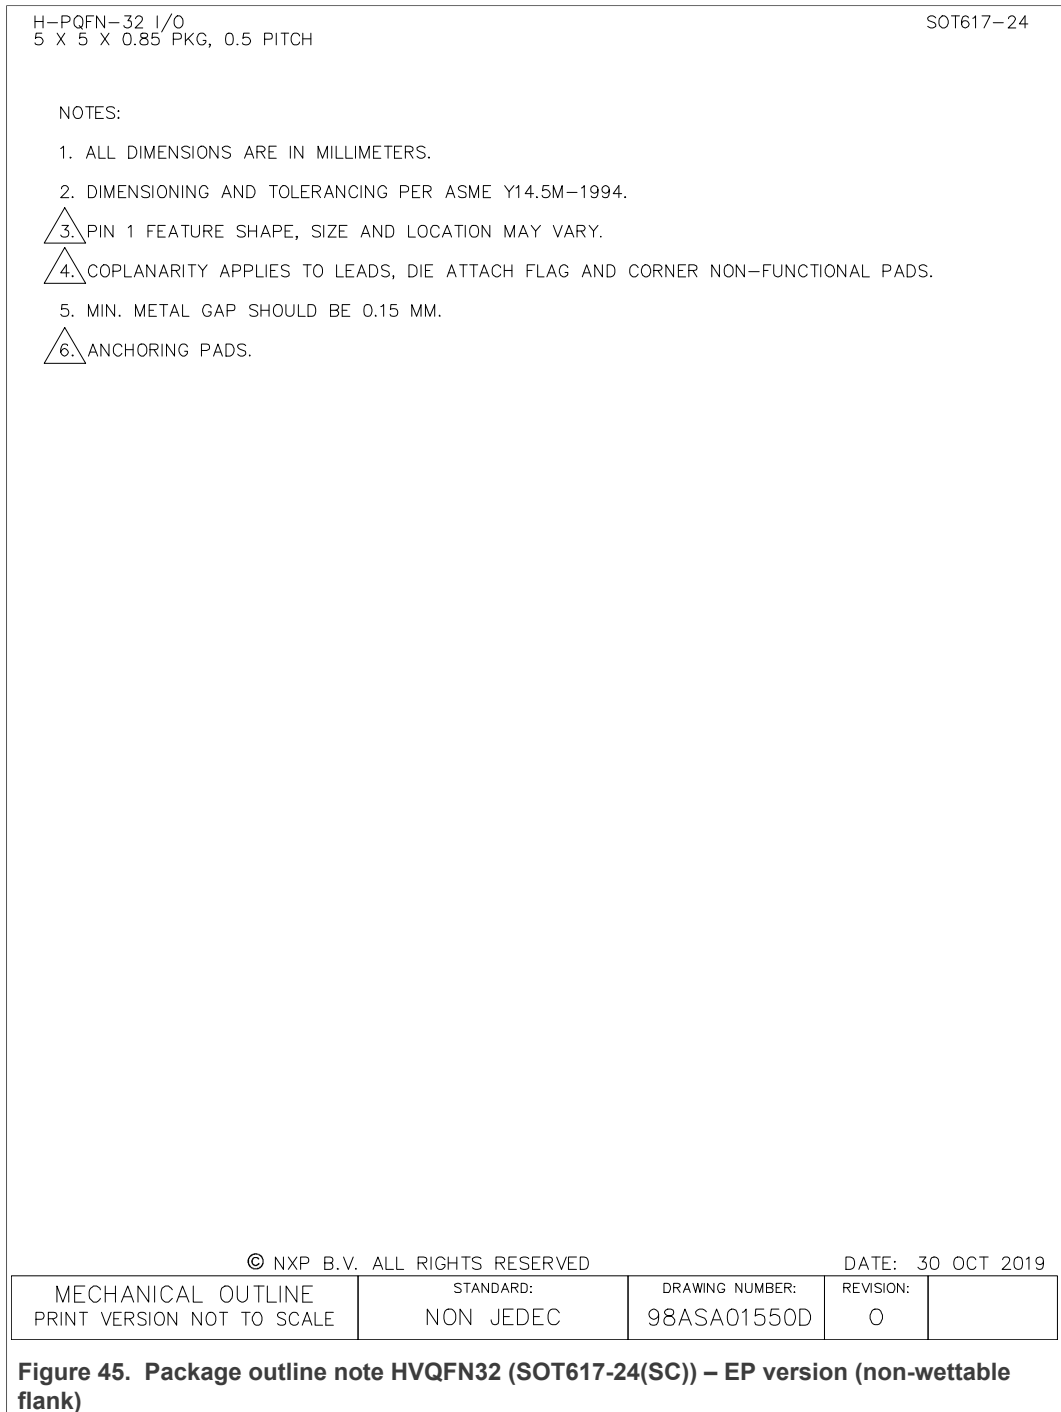 H-PQFN-32 I/O
SOT617-24
5 X 5 X 0.85 PKG, 0.5 PITCH
NOTES:
1. ALL DIMENSIONS ARE IN MILLIMETERS.
2. DIMENSIONING AND TOLERANCING PER ASME Y14.5M-1994.
3. PIN 1 FEATURE SHAPE, SIZE AND LOCATION MAY VARY.
4. COPLANARITY APPLIES TO LEADS, DIE ATTACH FLAG AND CORNER NON-FUNCTIONAL PADS.
5. MIN. METAL GAP SHOULD BE 0.15 MM.
6. ANCHORING PADS.
© NXP B.V. ALL RIGHTS RESERVED
DATE: 30 OCT 2019
MECHANICAL OUTLINE
PRINT VERSION NOT TO SCALE
STANDARD:
NON JEDEC
DRAWING NUMBER:
98ASA01550D
REVISION:
O
Figure 45. Package outline note HVQFN32 (SOT617-24(SC)) – EP version (non-wettable
flank)